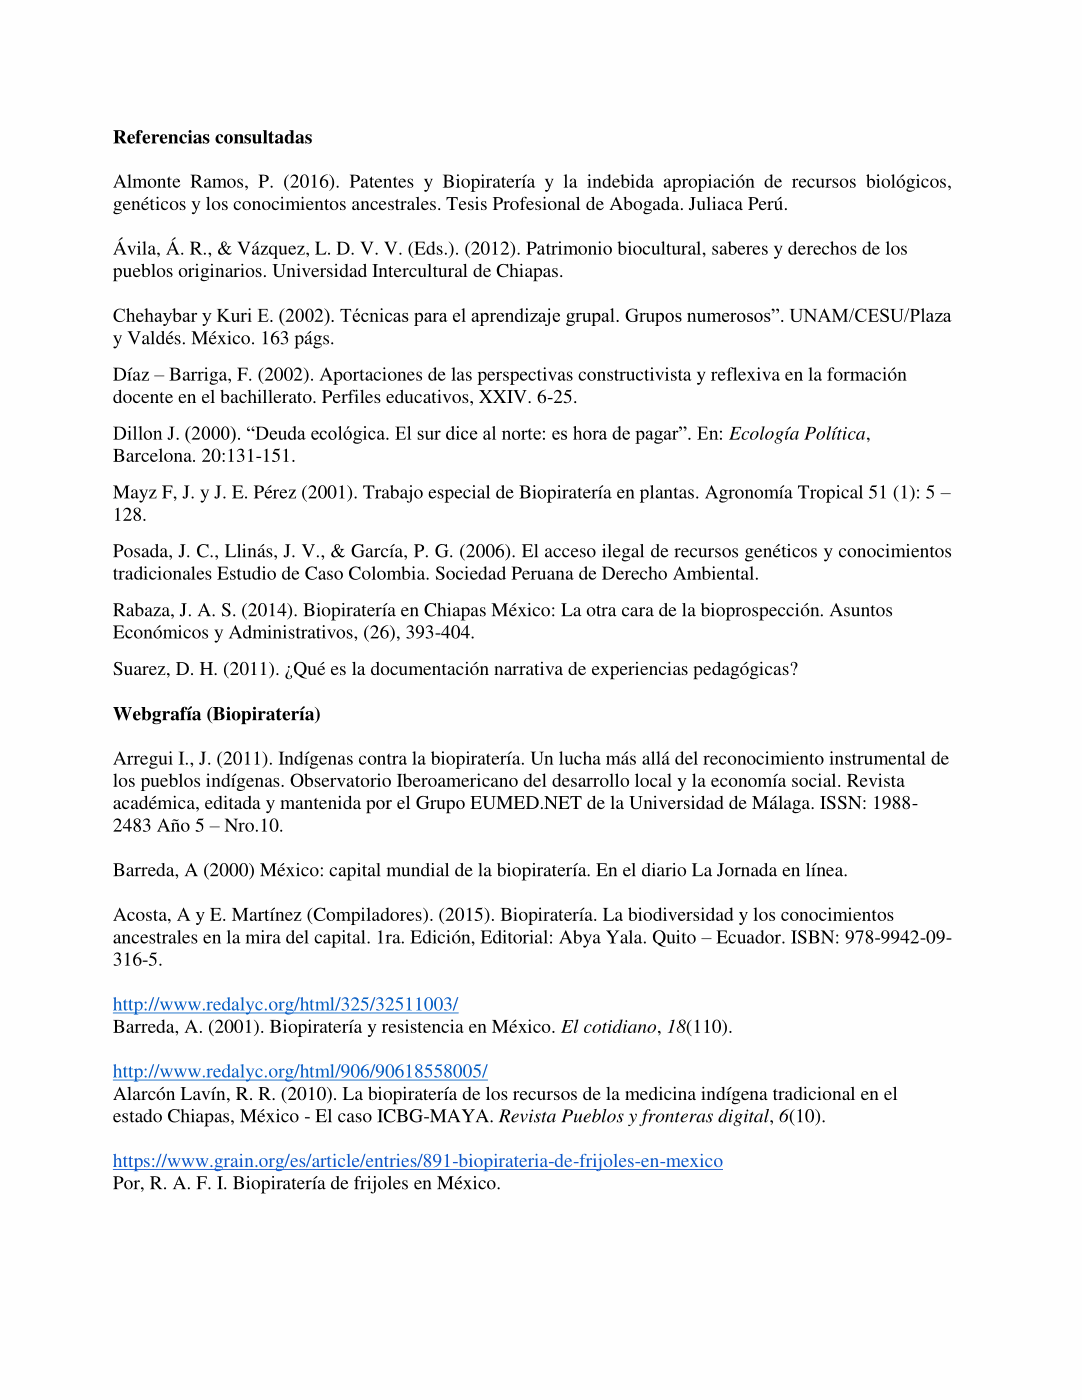 Referencias consultadas
Almonte Ramos, P. (2016). Patentes y Biopiratería y la indebida apropiación de recursos biológicos,
genéticos y los conocimientos ancestrales. Tesis Profesional de Abogada. Juliaca Perú.
Ávila, Á. R., & Vázquez, L. D. V. V. (Eds.). (2012). Patrimonio biocultural, saberes y derechos de los
pueblos originarios. Universidad Intercultural de Chiapas.
Chehaybar y Kuri E. (2002). Técnicas para el aprendizaje grupal. Grupos numerosos”. UNAM/CESU/Plaza
y Valdés. México. 163 págs.
Díaz – Barriga, F. (2002). Aportaciones de las perspectivas constructivista y reflexiva en la formación
docente en el bachillerato. Perfiles educativos, XXIV. 6-25.
Dillon J. (2000). “Deuda ecológica. El sur dice al norte: es hora de pagar”. En: Ecología Política,
Barcelona. 20:131-151.
Mayz F, J. y J. E. Pérez (2001). Trabajo especial de Biopiratería en plantas. Agronomía Tropical 51 (1): 5 –
128.
Posada, J. C., Llinás, J. V., & García, P. G. (2006). El acceso ilegal de recursos genéticos y conocimientos
tradicionales Estudio de Caso Colombia. Sociedad Peruana de Derecho Ambiental.
Rabaza, J. A. S. (2014). Biopiratería en Chiapas México: La otra cara de la bioprospección. Asuntos
Económicos y Administrativos, (26), 393-404.
Suarez, D. H. (2011). ¿Qué es la documentación narrativa de experiencias pedagógicas?
Webgrafía (Biopiratería)
Arregui I., J. (2011). Indígenas contra la biopiratería. Un lucha más allá del reconocimiento instrumental de
los pueblos indígenas. Observatorio Iberoamericano del desarrollo local y la economía social. Revista
académica, editada y mantenida por el Grupo EUMED.NET de la Universidad de Málaga. ISSN: 1988-
2483 Año 5 – Nro.10.
Barreda, A (2000) México: capital mundial de la biopiratería. En el diario La Jornada en línea.
Acosta, A y E. Martínez (Compiladores). (2015). Biopiratería. La biodiversidad y los conocimientos
ancestrales en la mira del capital. 1ra. Edición, Editorial: Abya Yala. Quito – Ecuador. ISBN: 978-9942-09-
316-5.
http://www.redalyc.org/html/325/32511003/
Barreda, A. (2001). Biopiratería y resistencia en México. El cotidiano, 18(110).
http://www.redalyc.org/html/906/90618558005/
Alarcón Lavín, R. R. (2010). La biopiratería de los recursos de la medicina indígena tradicional en el
estado Chiapas, México - El caso ICBG-MAYA. Revista Pueblos y fronteras digital, 6(10).
https://www.grain.org/es/article/entries/891-biopirateria-de-frijoles-en-mexico
Por, R. A. F. I. Biopiratería de frijoles en México.